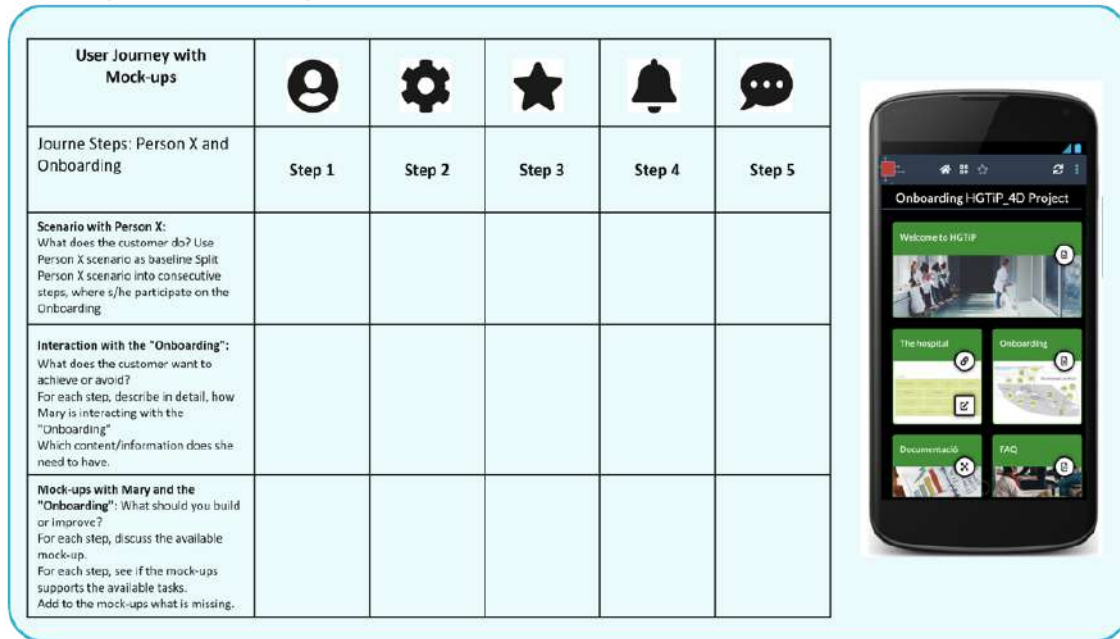 User Journey with
Mock-ups
Journe Steps: Person X and
Onboarding
Step 1
Step 2
Step 3
Step 4
Step 5
Scenario with Person X:
What does the customer do? Use
Person X scenario as baseline Split
Person X scenario into consecutive
steps, where s/he participate on the
Onboarding
Interaction with the "Onboarding":
What does the customer want to
achieve or avoid?
For each step, describe in detail, how
Mary is interacting with the
"Onboarding"
Which content/information does she
need to have.
Mock-ups with Mary and the
"Onboarding": What should you build
or improve?
For each step, discuss the available
mock-up.
For each step, see if the mock-ups
supports the available tasks.
Add to the mock-ups what is missing.
Onboarding HGTiP_4D Project
Welcome to HGTiP
The hospital
Onboarding
Documentació
FAQ